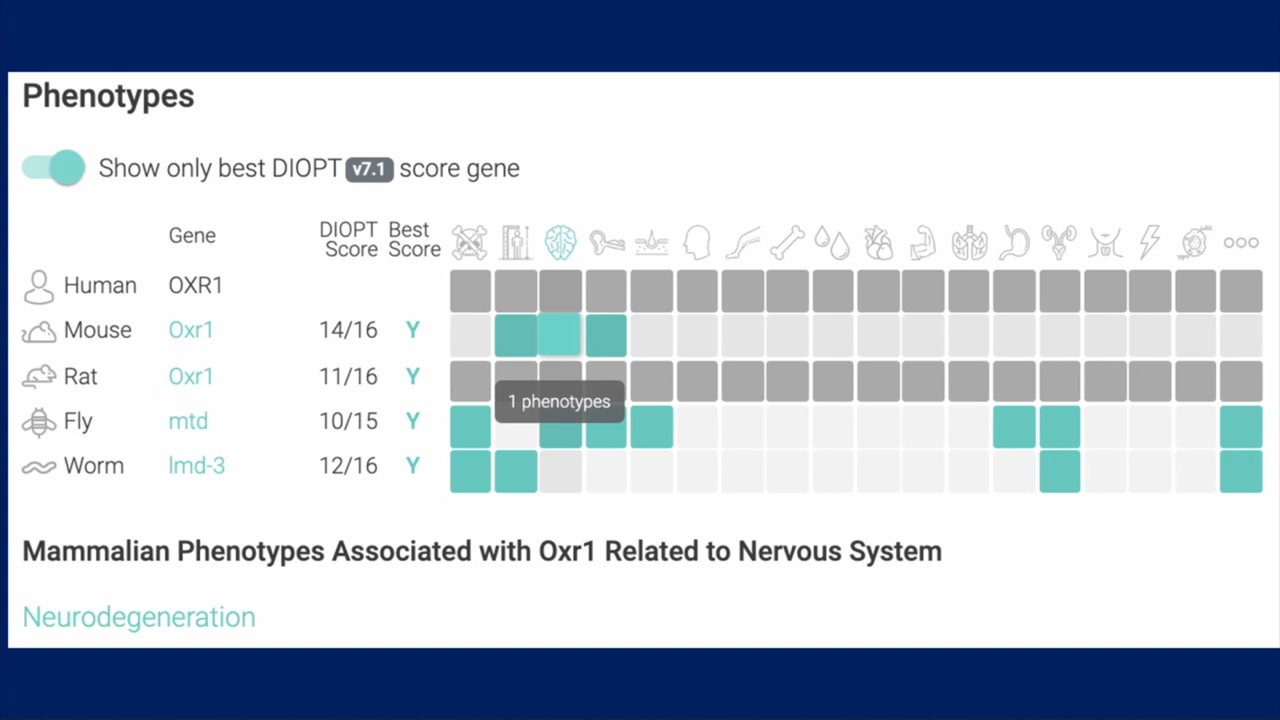 Phenotypes
Show only best DIOPT v7.1 score gene
Gene DIOPT Score Best Score
Human OXR1
Mouse Oxr1 14/16 Y
Rat Oxr1 11/16 Y
1 phenotypes
Fly mtd 10/15 Y
Worm lmd-3 12/16 Y
Mammalian Phenotypes Associated with Oxr1 Related to Nervous System
Neurodegeneration